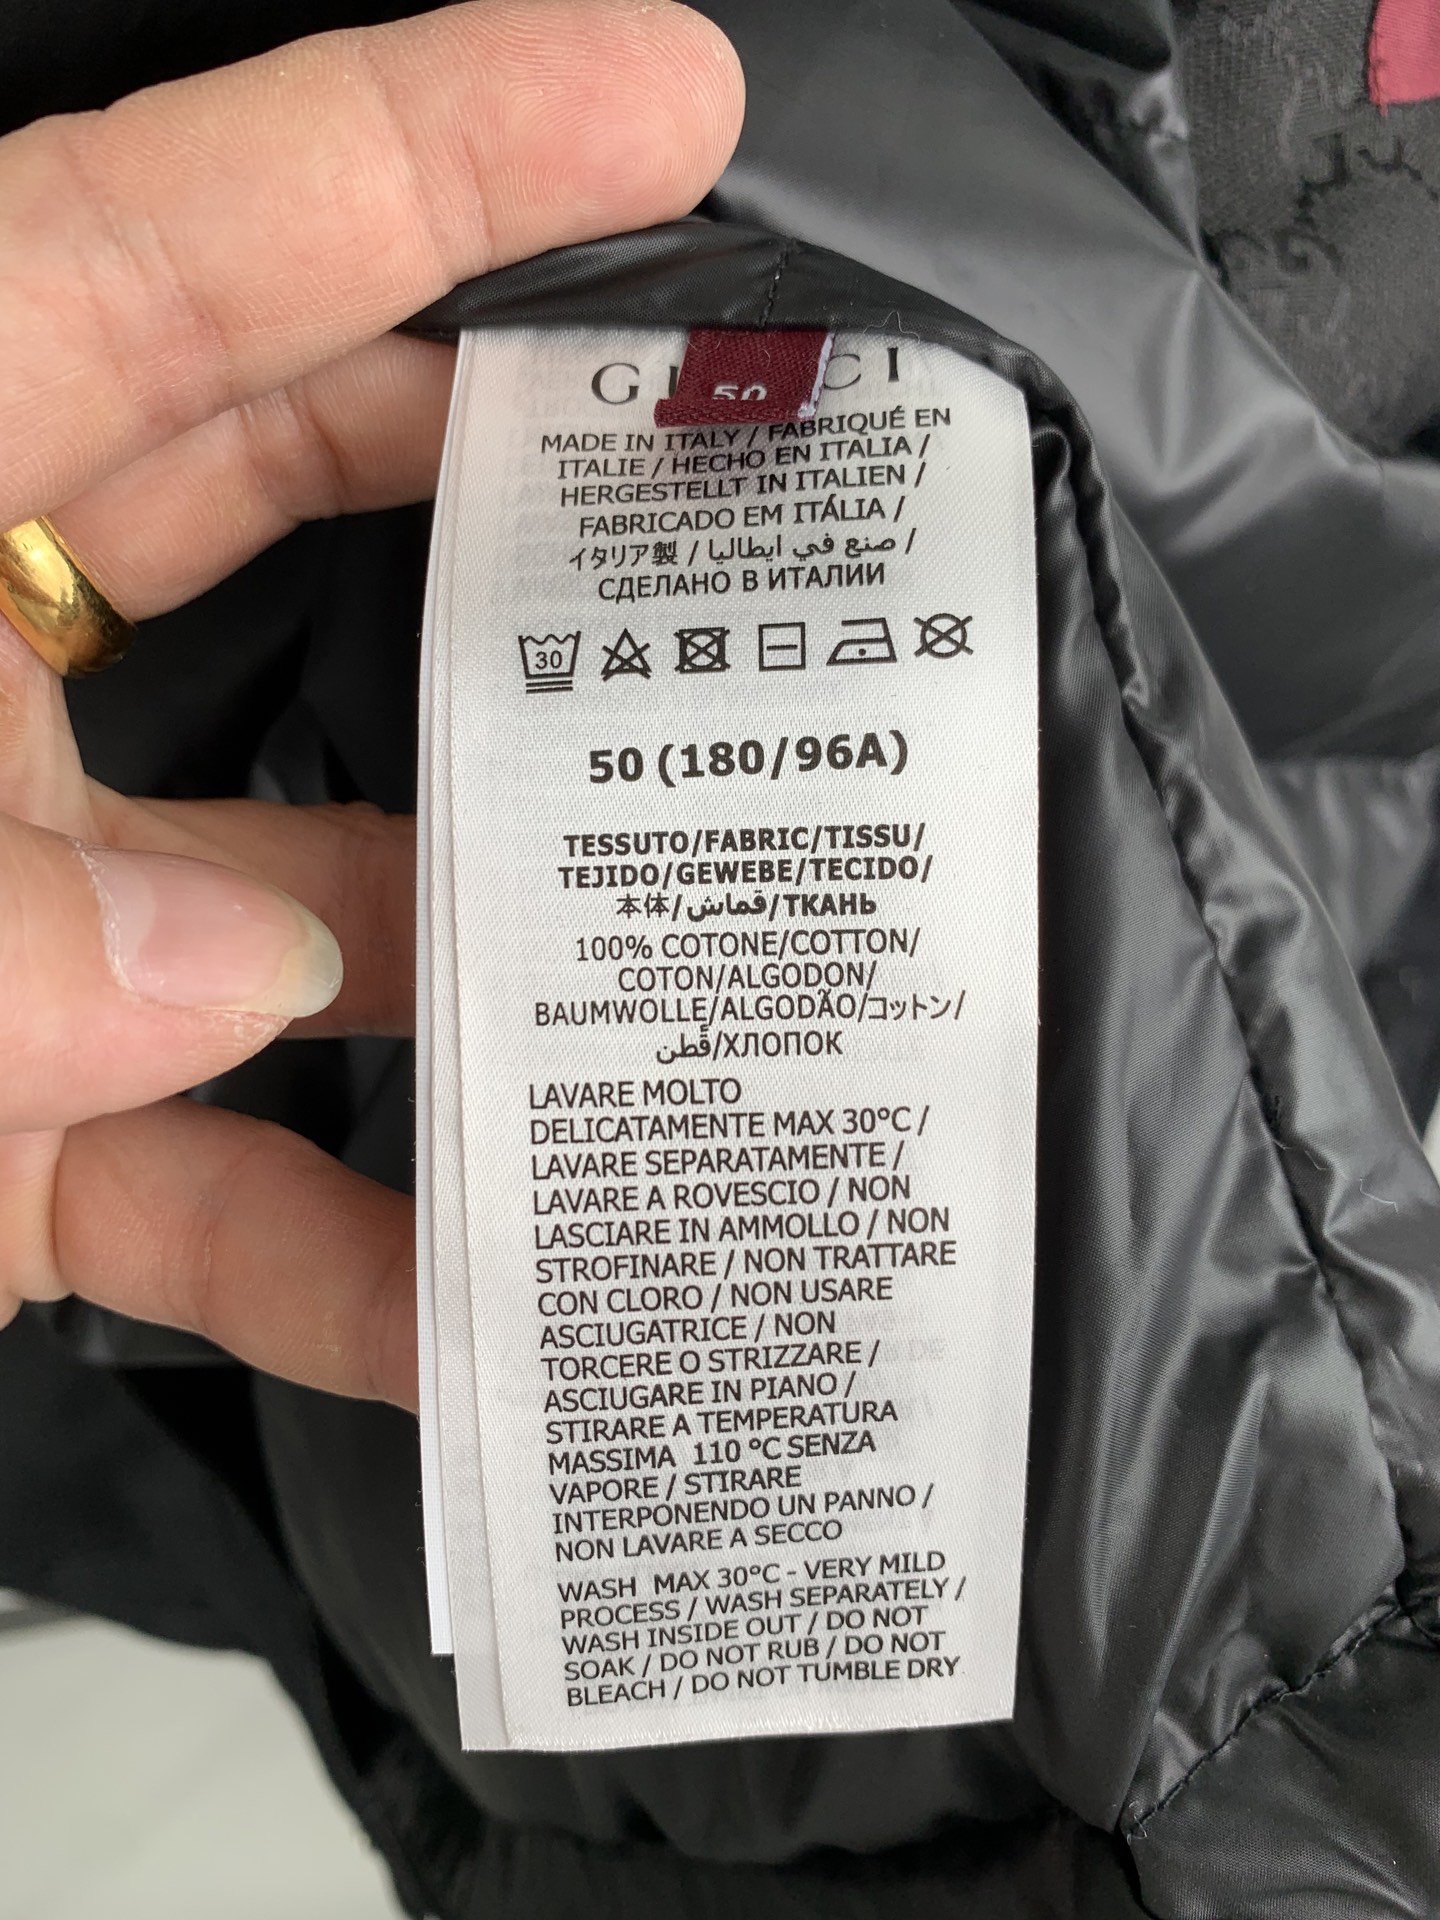 50
MADE IN ITALY / FABRIQUÉ EN
ITALIE / HECHO EN ITALIA /
HERGESTELLT IN ITALIEN /
FABRICADO EM ITÁLIA /
イタリア製 / صنع في ايطاليا /
СДЕЛАНО В ИТАЛИИ
30
50 (180/96A)
TESSUTO/FABRIC/TISSU/
TEJIDO/GEWEBE/TECIDO/
本体/قماش/ТКАНЬ
100% COTONE/COTTON/
COTON/ALGODON/
BAUMWOLLE/ALGODÃO/コットン/
قُطن/ХЛОПОК
LAVARE MOLTO
DELICATAMENTE MAX 30°C /
LAVARE SEPARATAMENTE /
LAVARE A ROVESCIO / NON
LASCIARE IN AMMOLLO / NON
STROFINARE / NON TRATTARE
CON CLORO / NON USARE
ASCIUGATRICE / NON
TORCERE O STRIZZARE /
ASCIUGARE IN PIANO /
STIRARE A TEMPERATURA
MASSIMA 110 °C SENZA
VAPORE / STIRARE
INTERPONENDO UN PANNO /
NON LAVARE A SECCO
WASH MAX 30°C - VERY MILD
PROCESS / WASH SEPARATELY /
WASH INSIDE OUT / DO NOT
SOAK / DO NOT RUB / DO NOT
BLEACH / DO NOT TUMBLE DRY